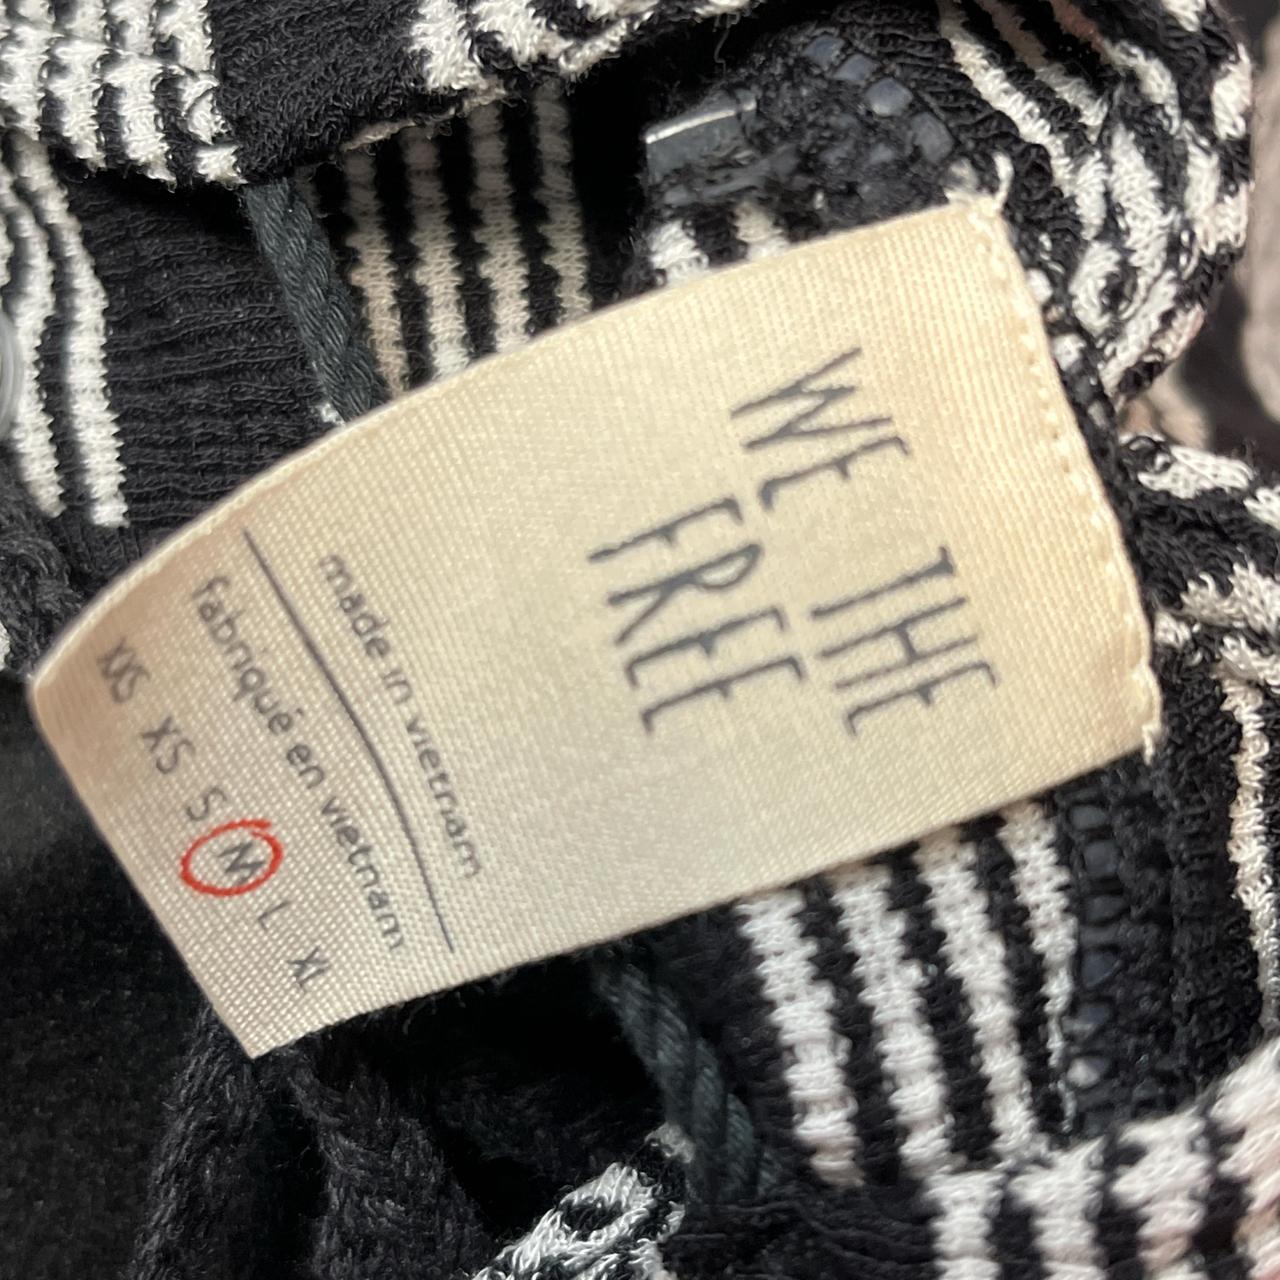 WE THE
FREE
made in vietnam
fabriqué en vietnam
XXS XS S M L XL